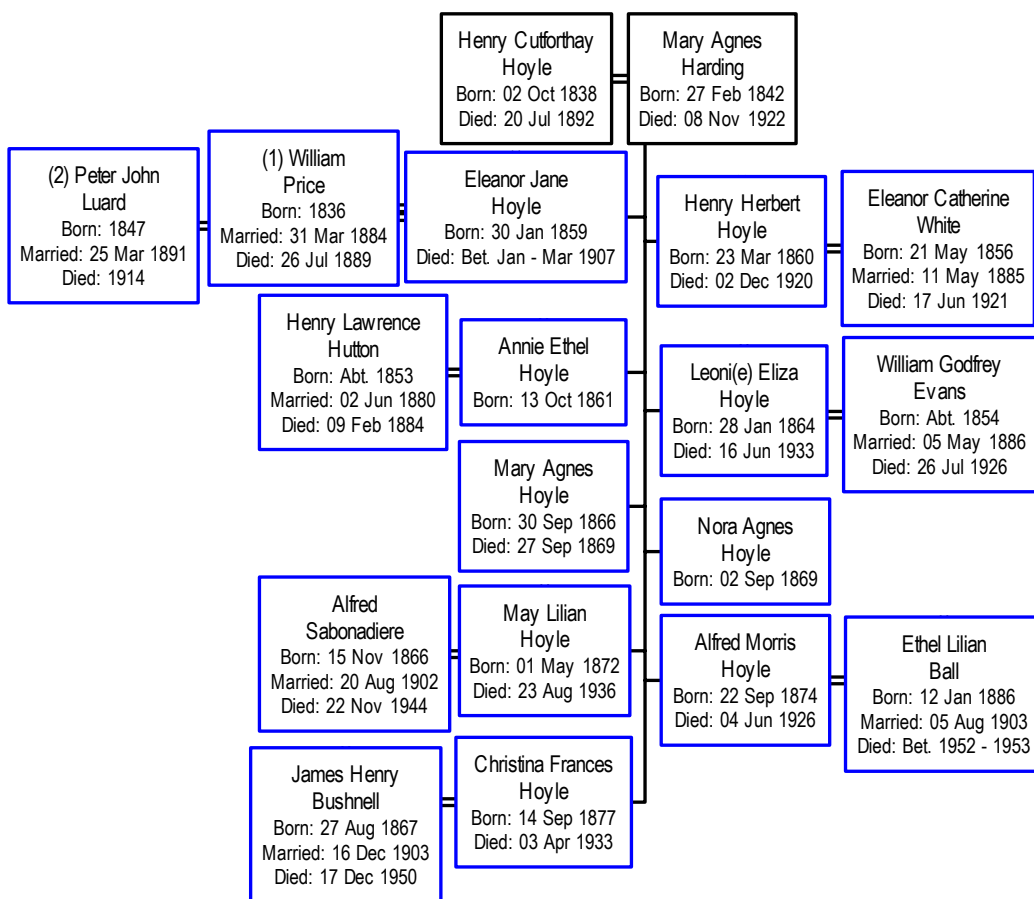 Henry Cutforthay
Hoyle
Born: 02 Oct 1838
Died: 20 Jul 1892
Mary Agnes
Harding
Born: 27 Feb 1842
Died: 08 Nov 1922
(2) Peter John
Luard
Born: 1847
Married: 25 Mar 1891
Died: 1914
(1) William
Price
Born: 1836
Married: 31 Mar 1884
Died: 26 Jul 1889
Eleanor Jane
Hoyle
Born: 30 Jan 1859
Died: Bet. Jan - Mar 1907
Henry Herbert
Hoyle
Born: 23 Mar 1860
Died: 02 Dec 1920
Eleanor Catherine
White
Born: 21 May 1856
Married: 11 May 1885
Died: 17 Jun 1921
Henry Lawrence
Hutton
Born: Abt. 1853
Married: 02 Jun 1880
Died: 09 Feb 1884
Annie Ethel
Hoyle
Born: 13 Oct 1861
Leoni(e) Eliza
Hoyle
Born: 28 Jan 1864
Died: 16 Jun 1933
William Godfrey
Evans
Born: Abt. 1854
Married: 05 May 1886
Died: 26 Jul 1926
Mary Agnes
Hoyle
Born: 30 Sep 1866
Died: 27 Sep 1869
Nora Agnes
Hoyle
Born: 02 Sep 1869
Alfred
Sabonadiere
Born: 15 Nov 1866
Married: 20 Aug 1902
Died: 22 Nov 1944
May Lilian
Hoyle
Born: 01 May 1872
Died: 23 Aug 1936
Alfred Morris
Hoyle
Born: 22 Sep 1874
Died: 04 Jun 1926
Ethel Lilian
Ball
Born: 12 Jan 1886
Married: 05 Aug 1903
Died: Bet. 1952 - 1953
James Henry
Bushnell
Born: 27 Aug 1867
Married: 16 Dec 1903
Died: 17 Dec 1950
Christina Frances
Hoyle
Born: 14 Sep 1877
Died: 03 Apr 1933